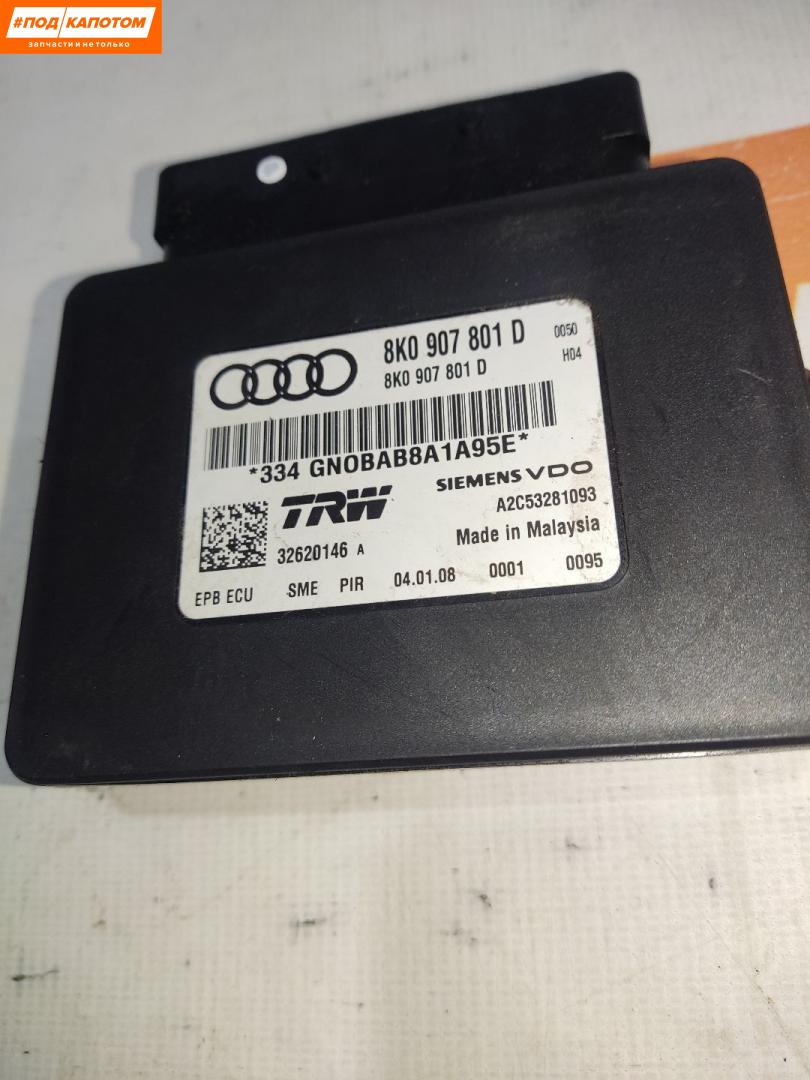 #ПОД КАПОТОМ
запчасти и не только
8K0 907 801 D 0050
8K0 907 801 D H04
*334 GN0BAB8A1A95E*
TRW SIEMENS VDO
A2C53281093
32620146 A Made in Malaysia
EPB ECU SME PIR 04.01.08 0001 0095